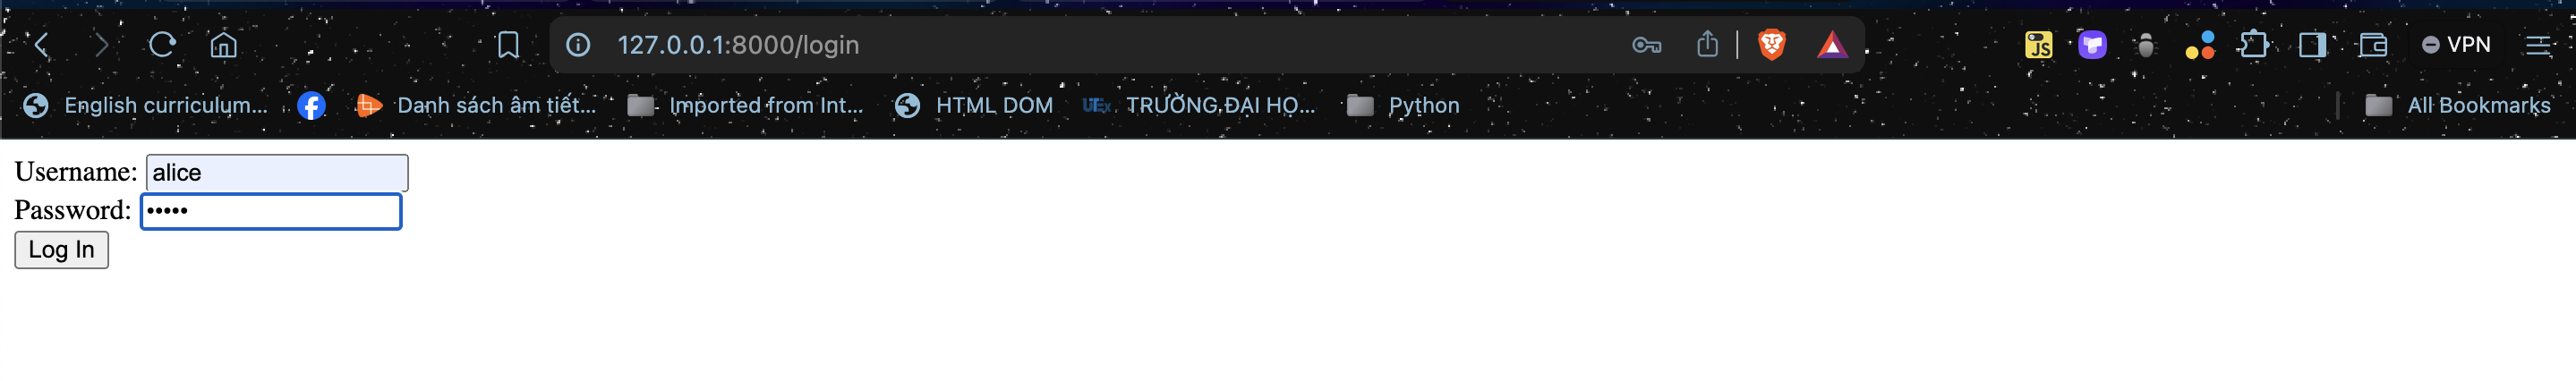 127.0.0.1:8000/login
VPN
English curriculum... Danh sách âm tiết... Imported from Int... HTML DOM UEx TRƯỜNG ĐẠI HỌ... Python All Bookmarks
Username: alice
Password: •••••
Log In